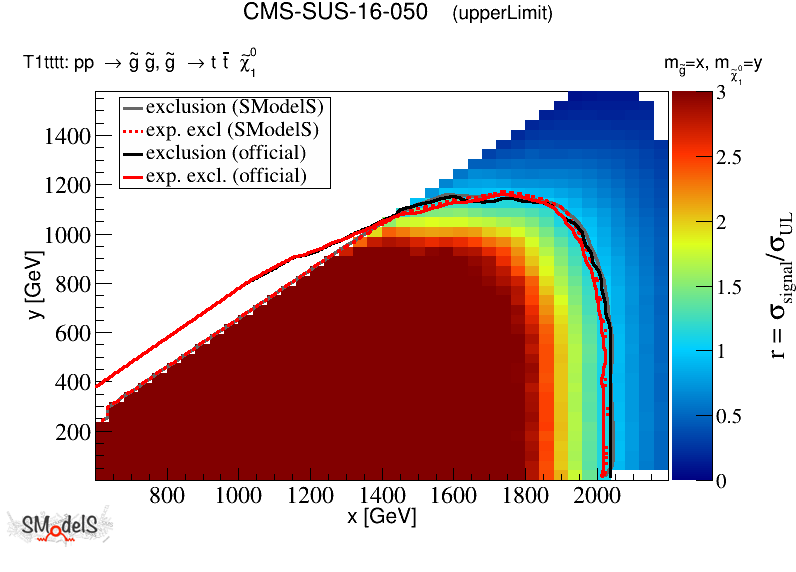 CMS-SUS-16-050 (upperLimit)
T1tttt: pp → g̃ g̃, g̃ → t t̄ χ̃₁⁰
m_g̃=x, m_χ̃₁⁰=y
exclusion (SModelS)
exp. excl (SModelS)
exclusion (official)
exp. excl. (official)
1400
1200
1000
800
600
400
200
y [GeV]
800 1000 1200 1400 1600 1800 2000
x [GeV]
3
2.5
2
1.5
1
0.5
0
r = σ_signal/σ_UL
SModelS